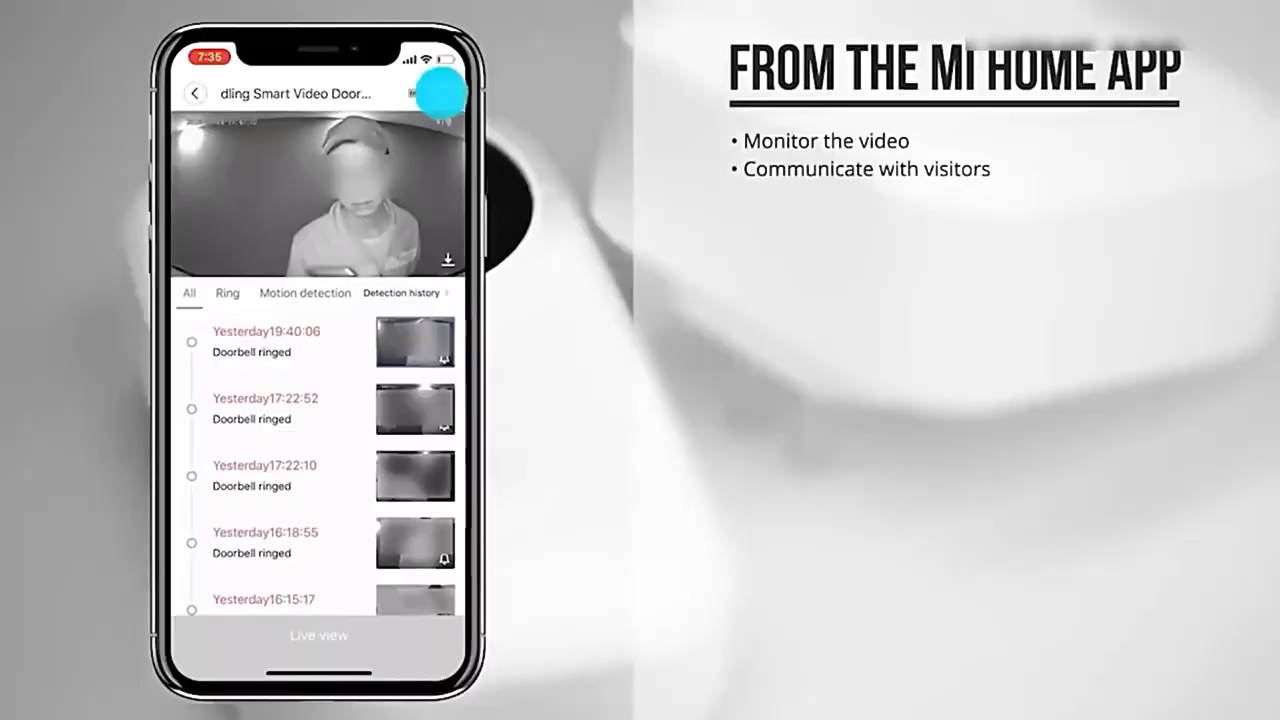 7:35
dling Smart Video Door...
All Ring Motion detection Detection history
Yesterday19:40:06
Doorbell ringed
Yesterday17:22:52
Doorbell ringed
Yesterday17:22:10
Doorbell ringed
Yesterday16:18:55
Doorbell ringed
Yesterday16:15:17
Live view
FROM THE MI HOME APP
• Monitor the video
• Communicate with visitors